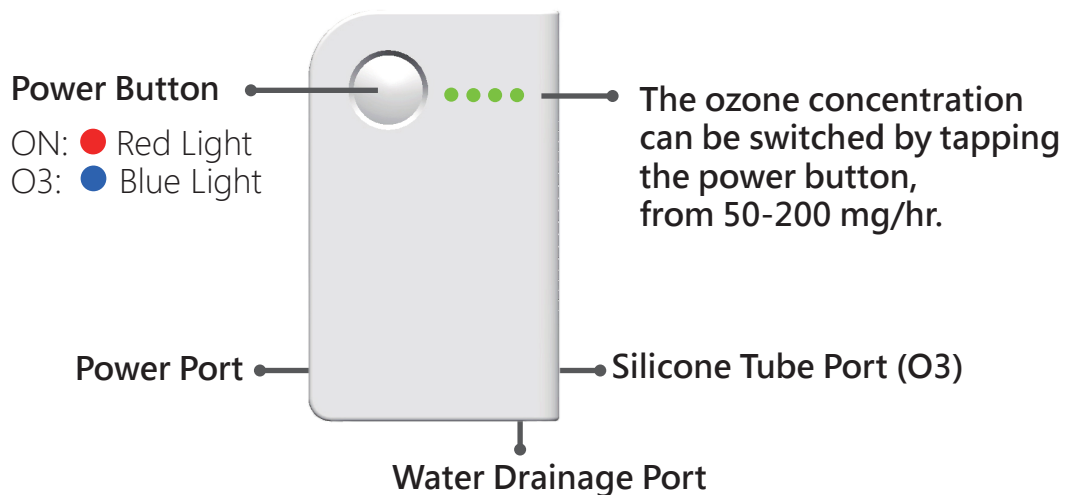 Power Button
ON: Red Light
O3: Blue Light
The ozone concentration
can be switched by tapping
the power button,
from 50-200 mg/hr.
Power Port
Silicone Tube Port (O3)
Water Drainage Port